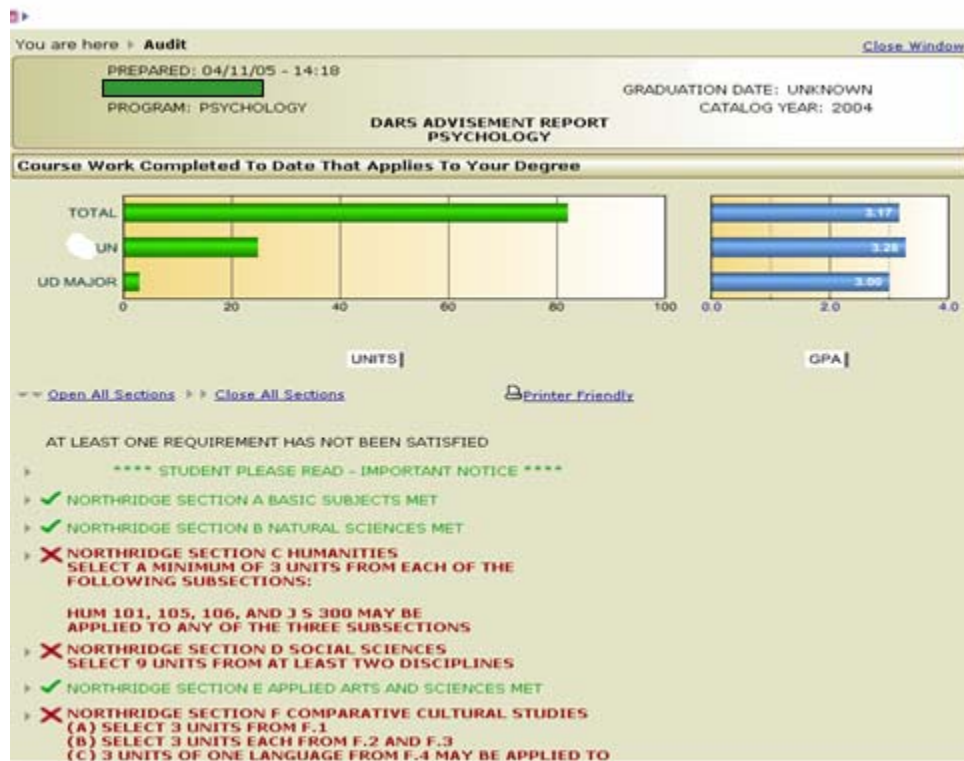 You are here Audit
Close Window
PREPARED: 04/11/05 - 14:18
GRADUATION DATE: UNKNOWN
PROGRAM: PSYCHOLOGY
CATALOG YEAR: 2004
DARS ADVISEMENT REPORT
PSYCHOLOGY
Course Work Completed To Date That Applies To Your Degree
TOTAL
3.17
UN
3.28
UD MAJOR
3.00
0 20 40 60 80 100
0.0 2.0 4.0
UNITS
GPA
Open All Sections Close All Sections
Printer Friendly
AT LEAST ONE REQUIREMENT HAS NOT BEEN SATISFIED
**** STUDENT PLEASE READ - IMPORTANT NOTICE ****
NORTHRIDGE SECTION A BASIC SUBJECTS MET
NORTHRIDGE SECTION B NATURAL SCIENCES MET
NORTHRIDGE SECTION C HUMANITIES
SELECT A MINIMUM OF 3 UNITS FROM EACH OF THE
FOLLOWING SUBSECTIONS:
HUM 101, 105, 106, AND J S 300 MAY BE
APPLIED TO ANY OF THE THREE SUBSECTIONS
NORTHRIDGE SECTION D SOCIAL SCIENCES
SELECT 9 UNITS FROM AT LEAST TWO DISCIPLINES
NORTHRIDGE SECTION E APPLIED ARTS AND SCIENCES MET
NORTHRIDGE SECTION F COMPARATIVE CULTURAL STUDIES
(A) SELECT 3 UNITS FROM F.1
(B) SELECT 3 UNITS EACH FROM F.2 AND F.3
(C) 3 UNITS OF ONE LANGUAGE FROM F.4 MAY BE APPLIED TO